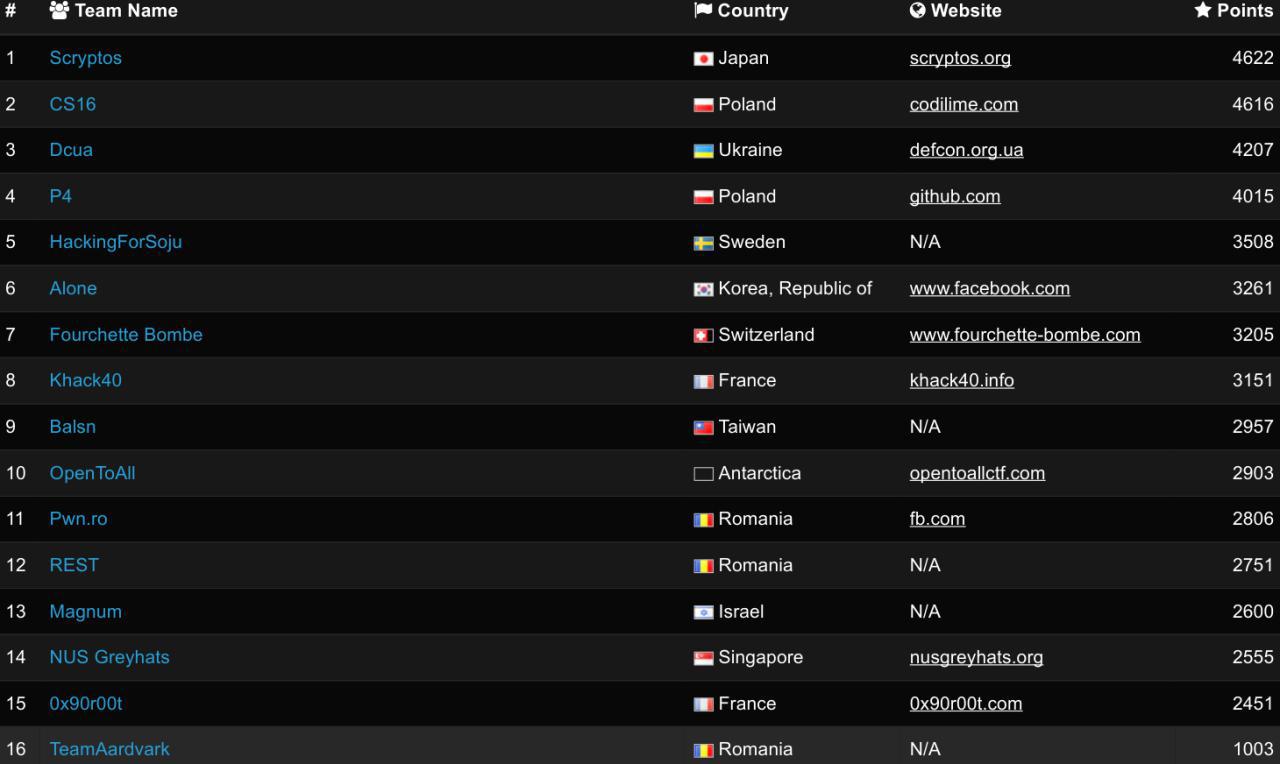 # Team Name Country Website Points
1 Scryptos Japan scryptos.org 4622
2 CS16 Poland codilime.com 4616
3 Dcua Ukraine defcon.org.ua 4207
4 P4 Poland github.com 4015
5 HackingForSoju Sweden N/A 3508
6 Alone Korea, Republic of www.facebook.com 3261
7 Fourchette Bombe Switzerland www.fourchette-bombe.com 3205
8 Khack40 France khack40.info 3151
9 Balsn Taiwan N/A 2957
10 OpenToAll Antarctica opentoallctf.com 2903
11 Pwn.ro Romania fb.com 2806
12 REST Romania N/A 2751
13 Magnum Israel N/A 2600
14 NUS Greyhats Singapore nusgreyhats.org 2555
15 0x90r00t France 0x90r00t.com 2451
16 TeamAardvark Romania N/A 1003